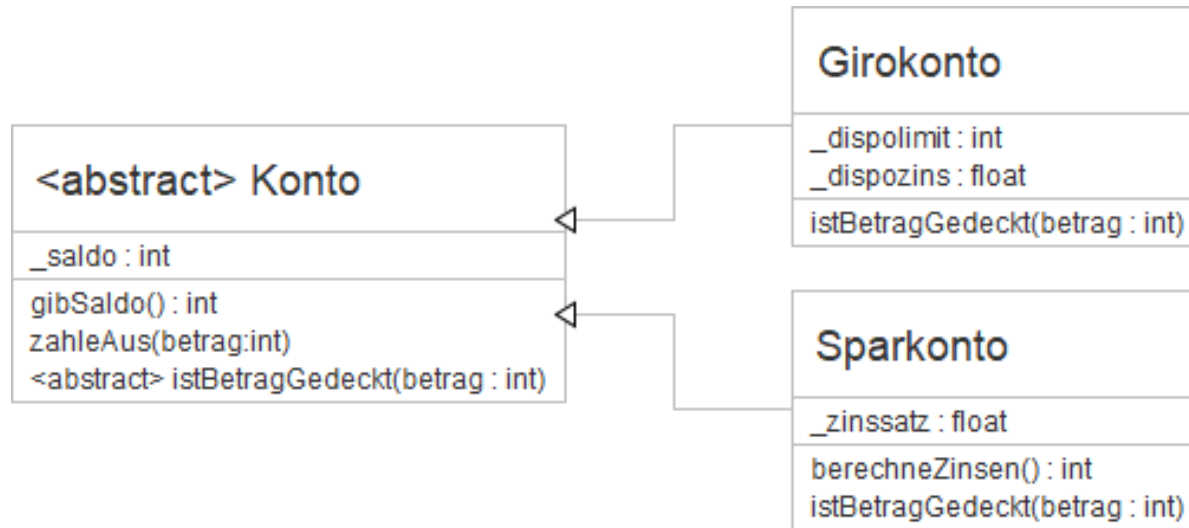 <abstract> Konto
_saldo : int
gibSaldo() : int
zahleAus(betrag:int)
<abstract> istBetragGedeckt(betrag : int)
Girokonto
_dispolimit : int
_dispozins : float
istBetragGedeckt(betrag : int)
Sparkonto
_zinssatz : float
berechneZinsen() : int
istBetragGedeckt(betrag : int)